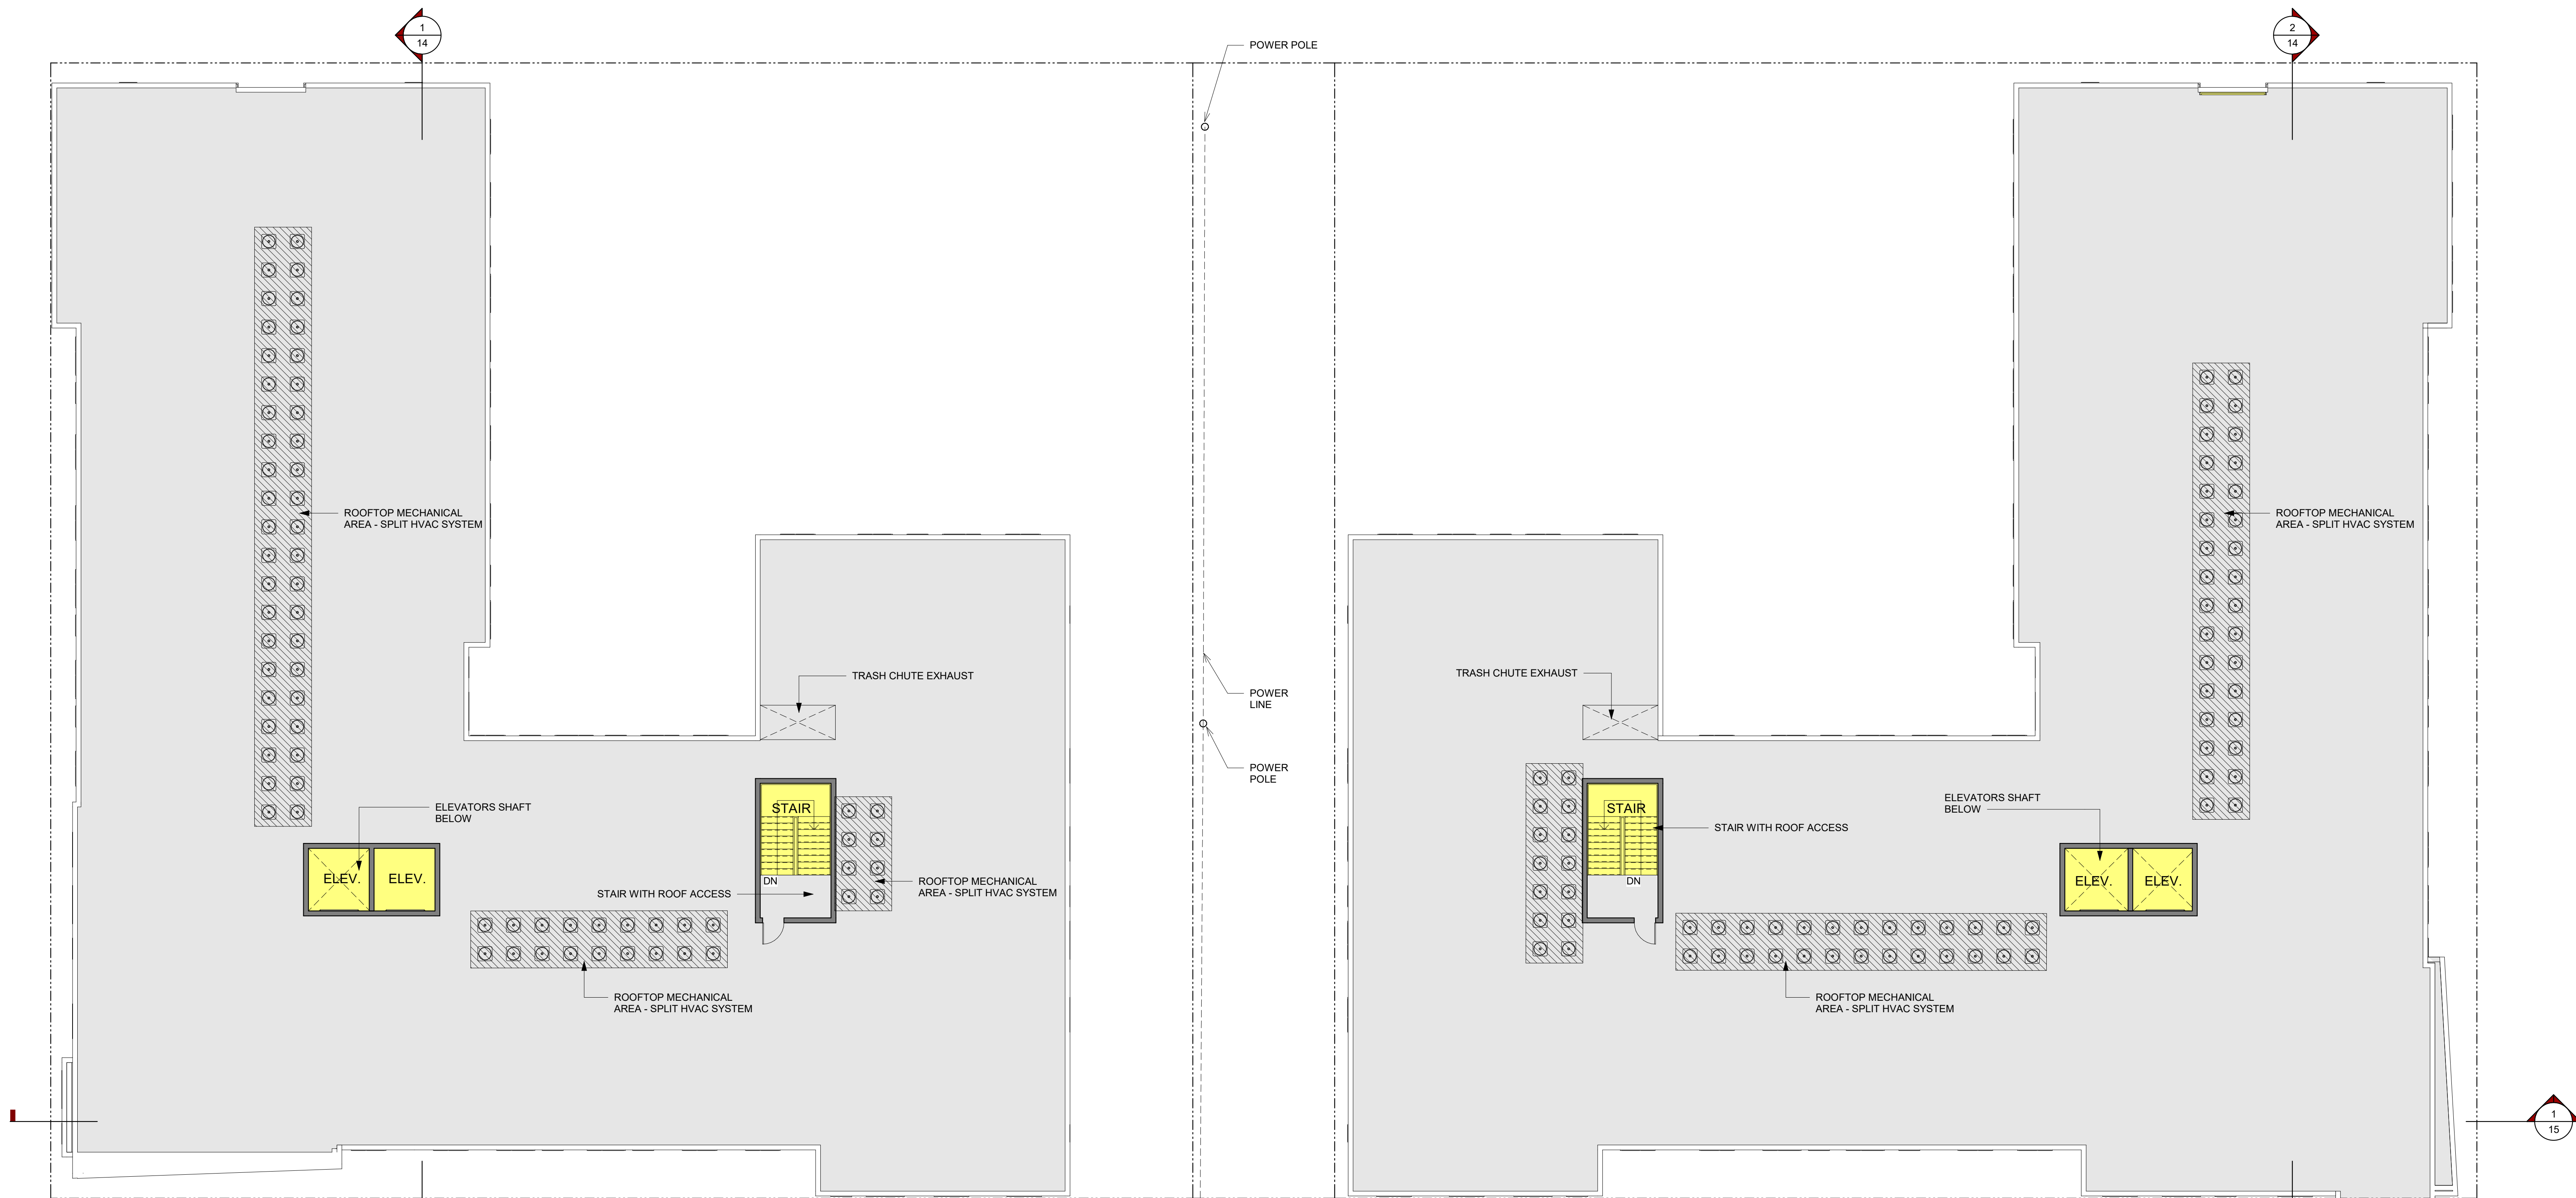 1
14
2
14
POWER POLE
ROOFTOP MECHANICAL
AREA - SPLIT HVAC SYSTEM
ROOFTOP MECHANICAL
AREA - SPLIT HVAC SYSTEM
TRASH CHUTE EXHAUST
POWER
LINE
TRASH CHUTE EXHAUST
POWER
POLE
ELEVATORS SHAFT
BELOW
STAIR
STAIR
ELEVATORS SHAFT
BELOW
STAIR WITH ROOF ACCESS
ELEV.
ELEV.
DN
STAIR WITH ROOF ACCESS
ROOFTOP MECHANICAL
AREA - SPLIT HVAC SYSTEM
DN
ELEV.
ELEV.
ROOFTOP MECHANICAL
AREA - SPLIT HVAC SYSTEM
ROOFTOP MECHANICAL
AREA - SPLIT HVAC SYSTEM
1
15